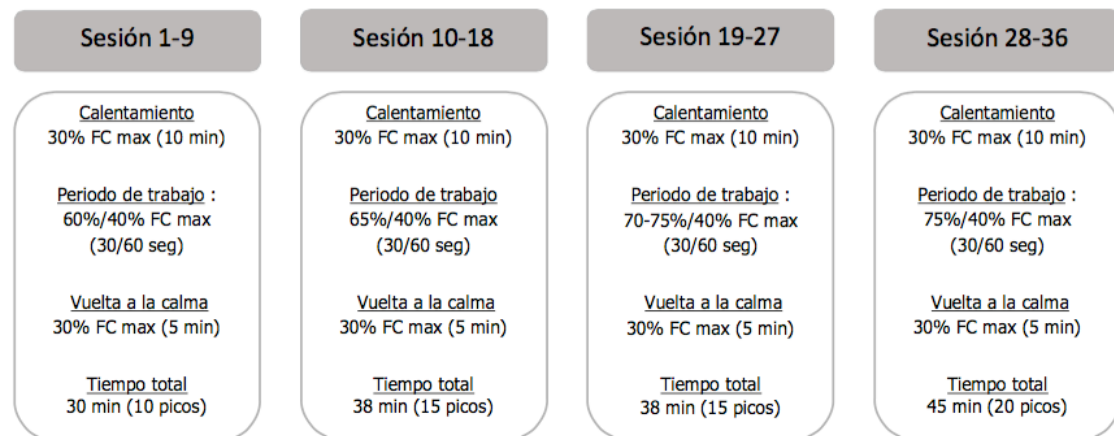 Sesión 1-9
Calentamiento
30% FC max (10 min)
Periodo de trabajo :
60%/40% FC max
(30/60 seg)
Vuelta a la calma
30% FC max (5 min)
Tiempo total
30 min (10 picos)
Sesión 10-18
Calentamiento
30% FC max (10 min)
Periodo de trabajo
65%/40% FC max
(30/60 seg)
Vuelta a la calma
30% FC max (5 min)
Tiempo total
38 min (15 picos)
Sesión 19-27
Calentamiento
30% FC max (10 min)
Periodo de trabajo :
70-75%/40% FC max
(30/60 seg)
Vuelta a la calma
30% FC max (5 min)
Tiempo total
38 min (15 picos)
Sesión 28-36
Calentamiento
30% FC max (10 min)
Periodo de trabajo :
75%/40% FC max
(30/60 seg)
Vuelta a la calma
30% FC max (5 min)
Tiempo total
45 min (20 picos)